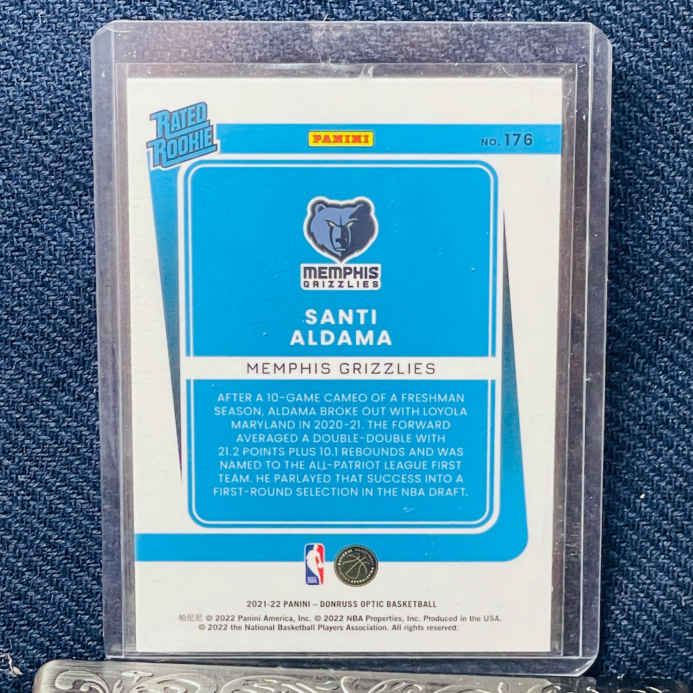 RATED
ROOKIE
PANINI
NO. 176
MEMPHIS
GRIZZLIES
SANTI
ALDAMA
MEMPHIS GRIZZLIES
AFTER A 10-GAME CAMEO OF A FRESHMAN
SEASON, ALDAMA BROKE OUT WITH LOYOLA
MARYLAND IN 2020-21. THE FORWARD
AVERAGED A DOUBLE-DOUBLE WITH
21.2 POINTS PLUS 10.1 REBOUNDS AND WAS
NAMED TO THE ALL-PATRIOT LEAGUE FIRST
TEAM. HE PARLAYED THAT SUCCESS INTO A
FIRST-ROUND SELECTION IN THE NBA DRAFT.
NBA
2021-22 PANINI – DONRUSS OPTIC BASKETBALL
帕尼尼 © 2022 Panini America, Inc. © 2022 NBA Properties, Inc. Produced in the USA.
© 2022 the National Basketball Players Association. All rights reserved.